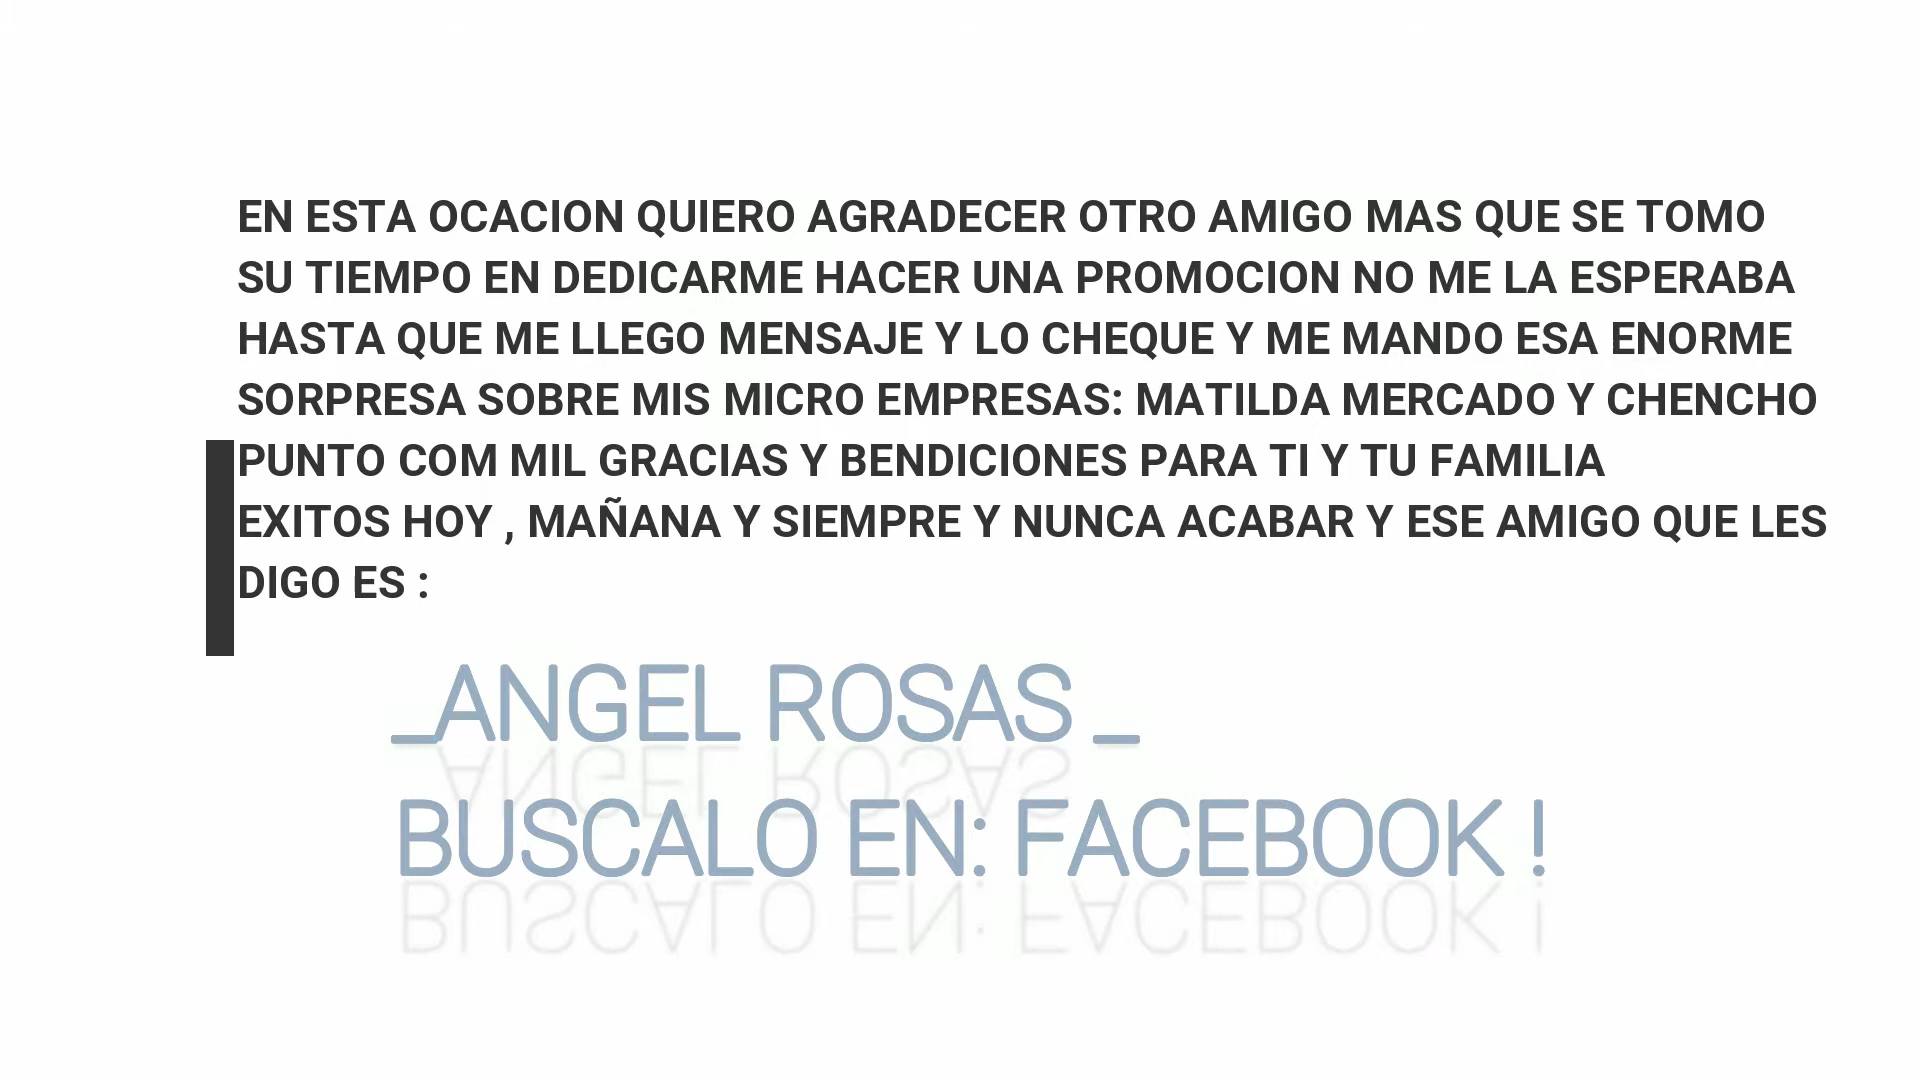 EN ESTA OCACION QUIERO AGRADECER OTRO AMIGO MAS QUE SE TOMO
SU TIEMPO EN DEDICARME HACER UNA PROMOCION NO ME LA ESPERABA
HASTA QUE ME LLEGO MENSAJE Y LO CHEQUE Y ME MANDO ESA ENORME
SORPRESA SOBRE MIS MICRO EMPRESAS: MATILDA MERCADO Y CHENCHO
PUNTO COM MIL GRACIAS Y BENDICIONES PARA TI Y TU FAMILIA
EXITOS HOY , MAÑANA Y SIEMPRE Y NUNCA ACABAR Y ESE AMIGO QUE LES
DIGO ES :
_ANGEL ROSAS _
BUSCALO EN: FACEBOOK !